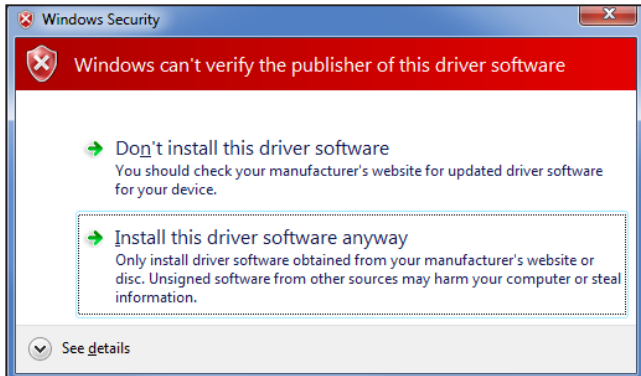 Windows Security
Windows can't verify the publisher of this driver software
Don't install this driver software
You should check your manufacturer's website for updated driver software
for your device.
Install this driver software anyway
Only install driver software obtained from your manufacturer's website or
disc. Unsigned software from other sources may harm your computer or steal
information.
See details